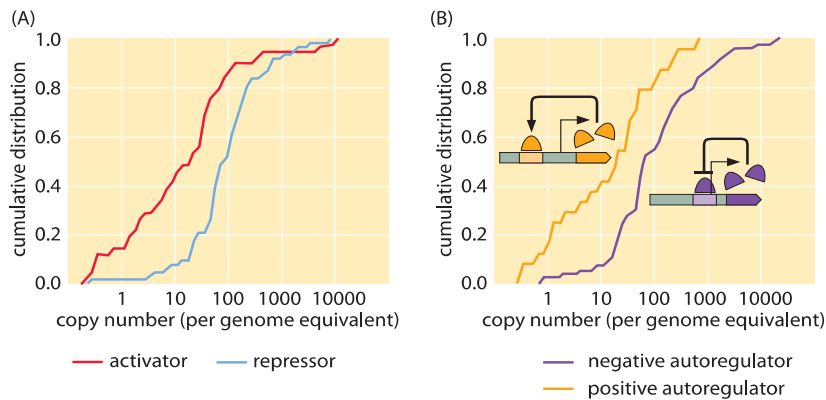 (A)
1.0
0.8
0.6
0.4
0.2
0.0
cumulative distribution
1 10 100 1000 10000
copy number (per genome equivalent)
activator repressor
(B)
1.0
0.8
0.6
0.4
0.2
0.0
cumulative distribution
1 10 100 1000 10000
copy number (per genome equivalent)
negative autoregulator
positive autoregulator